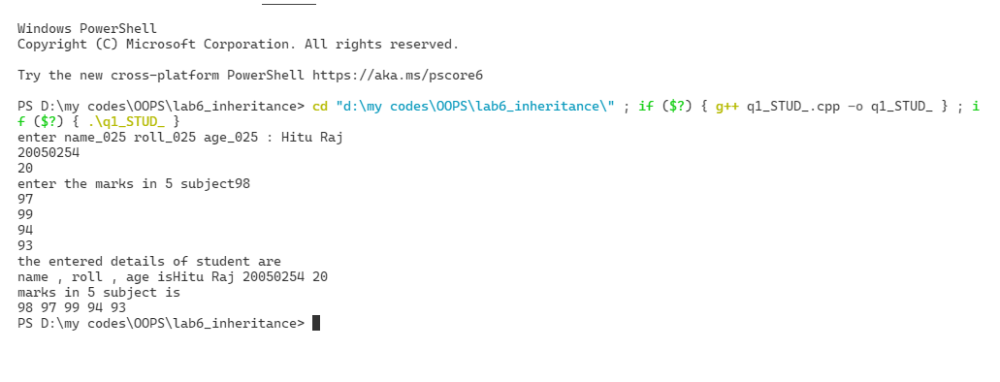 Windows PowerShell
Copyright (C) Microsoft Corporation. All rights reserved.
Try the new cross-platform PowerShell https://aka.ms/pscore6
PS D:\my codes\OOPS\lab6_inheritance> cd "d:\my codes\OOPS\lab6_inheritance\" ; if ($?) { g++ q1_STUD_.cpp -o q1_STUD_ } ; i
f ($?) { .\q1_STUD_ }
enter name_025 roll_025 age_025 : Hitu Raj
20050254
20
enter the marks in 5 subject98
97
99
94
93
the entered details of student are
name , roll , age isHitu Raj 20050254 20
marks in 5 subject is
98 97 99 94 93
PS D:\my codes\OOPS\lab6_inheritance>